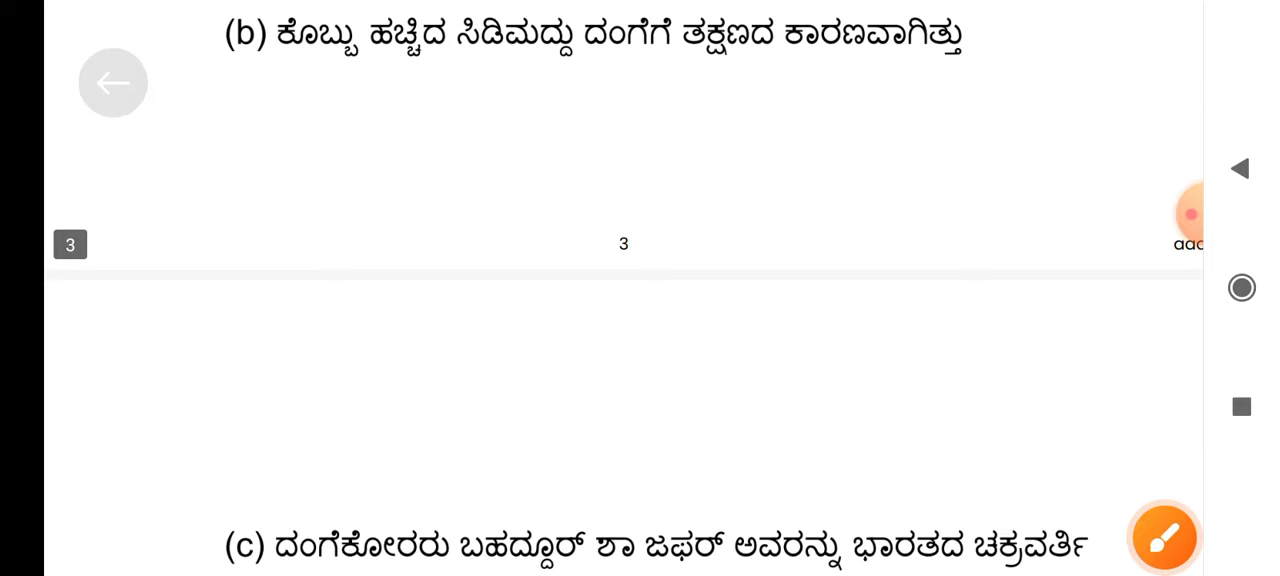 (b) ಕೊಬ್ಬು ಹಚ್ಚಿದ ಸಿಡಿಮದ್ದು ದಂಗೆಗೆ ತಕ್ಷಣದ ಕಾರಣವಾಗಿತ್ತು
3
3
(c) ದಂಗೆಕೋರರು ಬಹದ್ದೂರ್ ಶಾ ಜಫರ್ ಅವರನ್ನು ಭಾರತದ ಚಕ್ರವರ್ತಿ